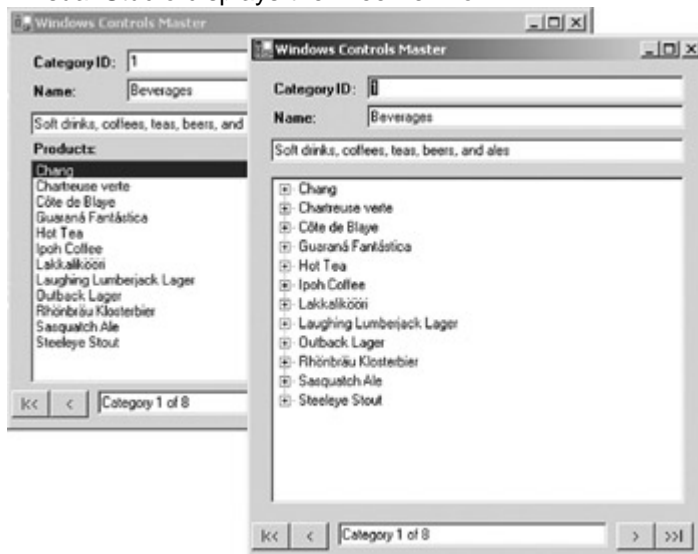 Windows Controls Master
Category ID: 1
Name: Beverages
Soft drinks, coffees, teas, beers, and
Products:
Chang
Chartreuse verte
Côte de Blaye
Guaraná Fantástica
Hot Tea
Ipoh Coffee
Lakkalikööri
Laughing Lumberjack Lager
Outback Lager
Rhönbräu Klosterbier
Sasquatch Ale
Steeleye Stout
|<< < Category 1 of 8
Windows Controls Master
Category ID: 1
Name: Beverages
Soft drinks, coffees, teas, beers, and ales
Chang
Chartreuse verte
Côte de Blaye
Guaraná Fantástica
Hot Tea
Ipoh Coffee
Lakkalikööri
Laughing Lumberjack Lager
Outback Lager
Rhönbräu Klosterbier
Sasquatch Ale
Steeleye Stout
|<< < Category 1 of 8 > >>|